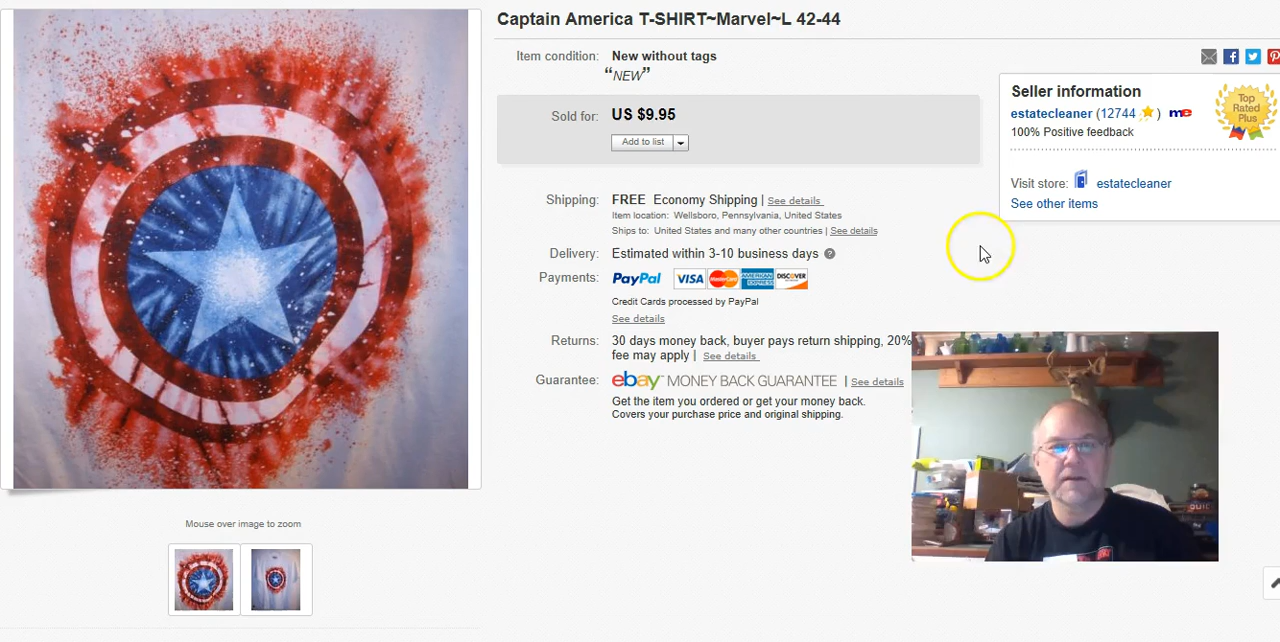 Captain America T-SHIRT~Marvel~L 42-44
Item condition: New without tags
“NEW”
Sold for: US $9.95
Add to list
Shipping: FREE Economy Shipping | See details
Item location: Wellsboro, Pennsylvania, United States
Ships to: United States and many other countries | See details
Delivery: Estimated within 3-10 business days ?
Payments: PayPal VISA MasterCard AMERICAN EXPRESS DISCOVER
Credit Cards processed by PayPal
See details
Returns: 30 days money back, buyer pays return shipping, 20%
fee may apply | See details
Guarantee: ebay MONEY BACK GUARANTEE | See details
Get the item you ordered or get your money back.
Covers your purchase price and original shipping.
Seller information
estatecleaner (12744 ) me
100% Positive feedback
Top
Rated
Plus
Visit store: estatecleaner
See other items
Mouse over image to zoom